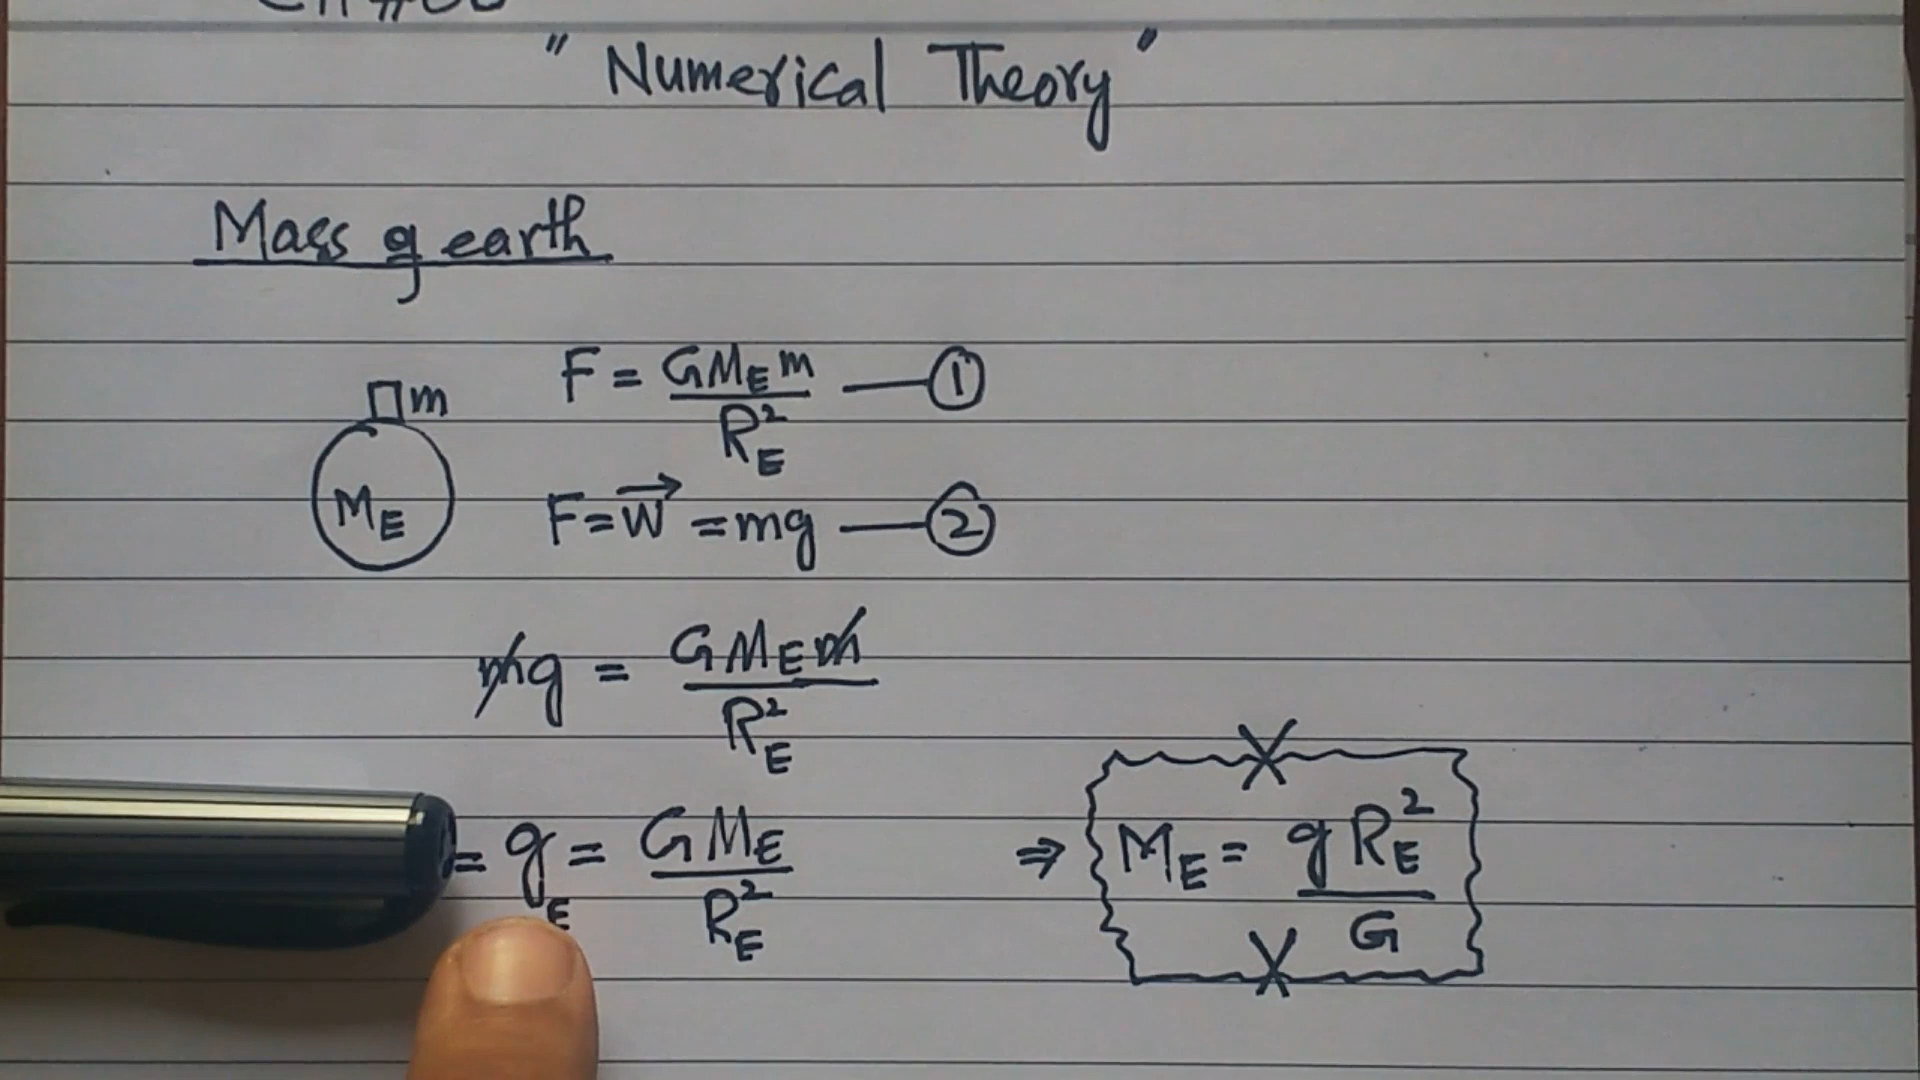 " Numerical Theory "
Mass of earth
m
M_E
F = GM_E m / R_E^2 — ①
F = W⃗ = mg — ②
mg = GM_E m / R_E^2
= g_E = GM_E / R_E^2 ⇒ M_E = g R_E^2 / G